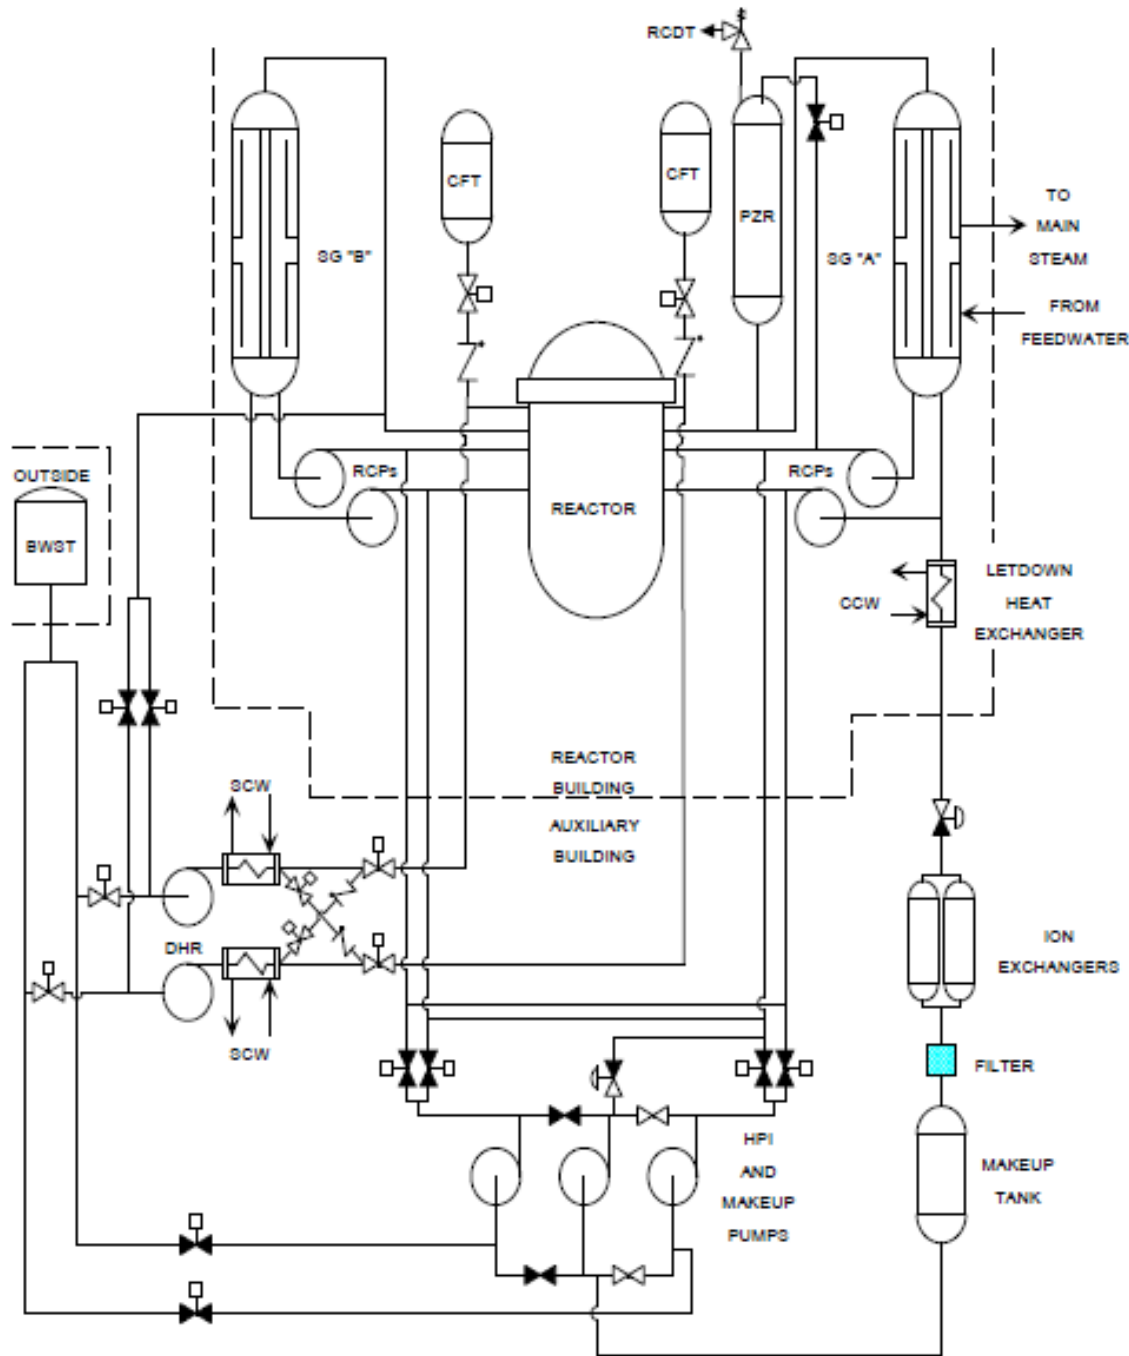 RCDT
CFT
CFT
PZR
SG "B"
SG "A"
TO
MAIN
STEAM
FROM
FEEDWATER
OUTSIDE
BWST
RCPs
RCPs
REACTOR
CCW
LETDOWN
HEAT
EXCHANGER
REACTOR
BUILDING
AUXILIARY
BUILDING
SCW
DHR
SCW
ION
EXCHANGERS
FILTER
HPI
AND
MAKEUP
PUMPS
MAKEUP
TANK